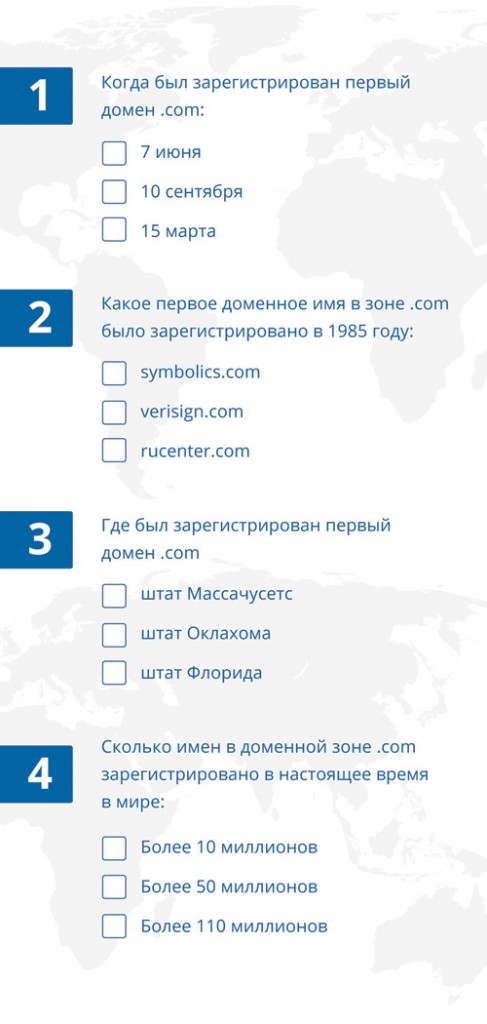 1
Когда был зарегистрирован первый
домен .com:
7 июня
10 сентября
15 марта
2
Какое первое доменное имя в зоне .com
было зарегистрировано в 1985 году:
symbolics.com
verisign.com
rucenter.com
3
Где был зарегистрирован первый
домен .com
штат Массачусетс
штат Оклахома
штат Флорида
4
Сколько имен в доменной зоне .com
зарегистрировано в настоящее время
в мире:
Более 10 миллионов
Более 50 миллионов
Более 110 миллионов